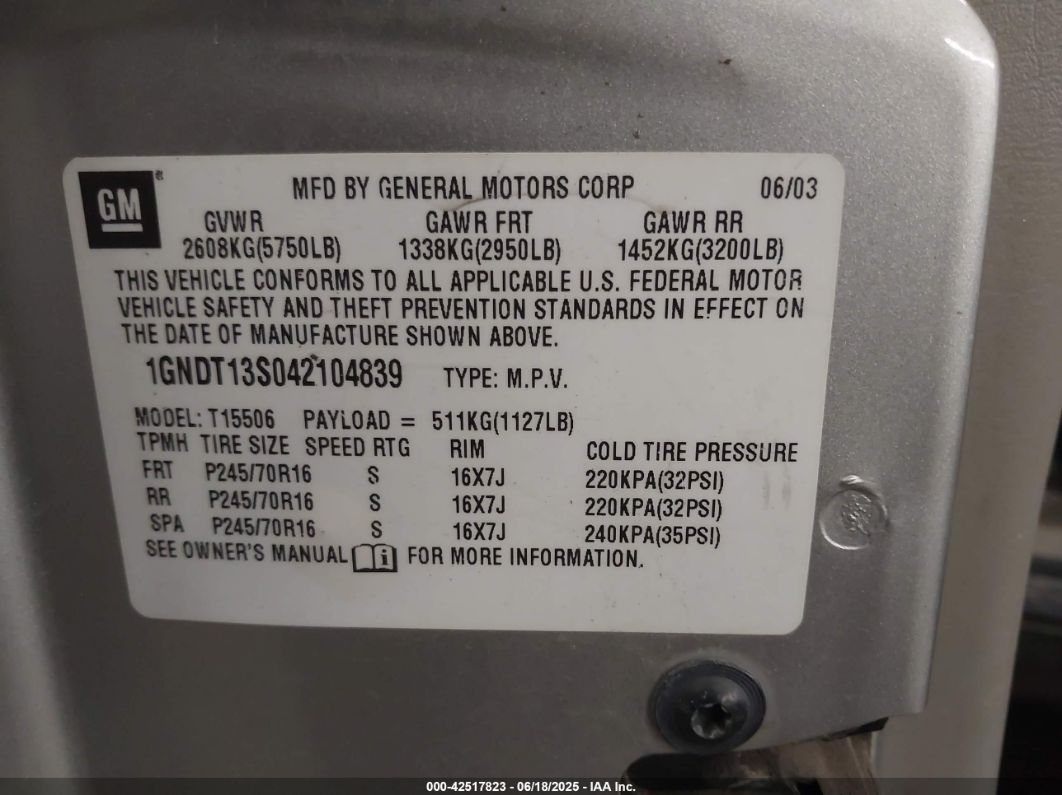 GM ® MFD BY GENERAL MOTORS CORP 06/03
GVWR GAWR FRT GAWR RR
2608KG(5750LB) 1338KG(2950LB) 1452KG(3200LB)
THIS VEHICLE CONFORMS TO ALL APPLICABLE U.S. FEDERAL MOTOR
VEHICLE SAFETY AND THEFT PREVENTION STANDARDS IN EFFECT ON
THE DATE OF MANUFACTURE SHOWN ABOVE.
1GNDT13S042104839 TYPE: M.P.V.
MODEL: T15506 PAYLOAD = 511KG(1127LB)
TPMH TIRE SIZE SPEED RTG RIM COLD TIRE PRESSURE
FRT P245/70R16 S 16X7J 220KPA(32PSI)
RR P245/70R16 S 16X7J 220KPA(32PSI)
SPA P245/70R16 S 16X7J 240KPA(35PSI)
SEE OWNER'S MANUAL i FOR MORE INFORMATION.
000-42517823 - 06/18/2025 - IAA Inc.